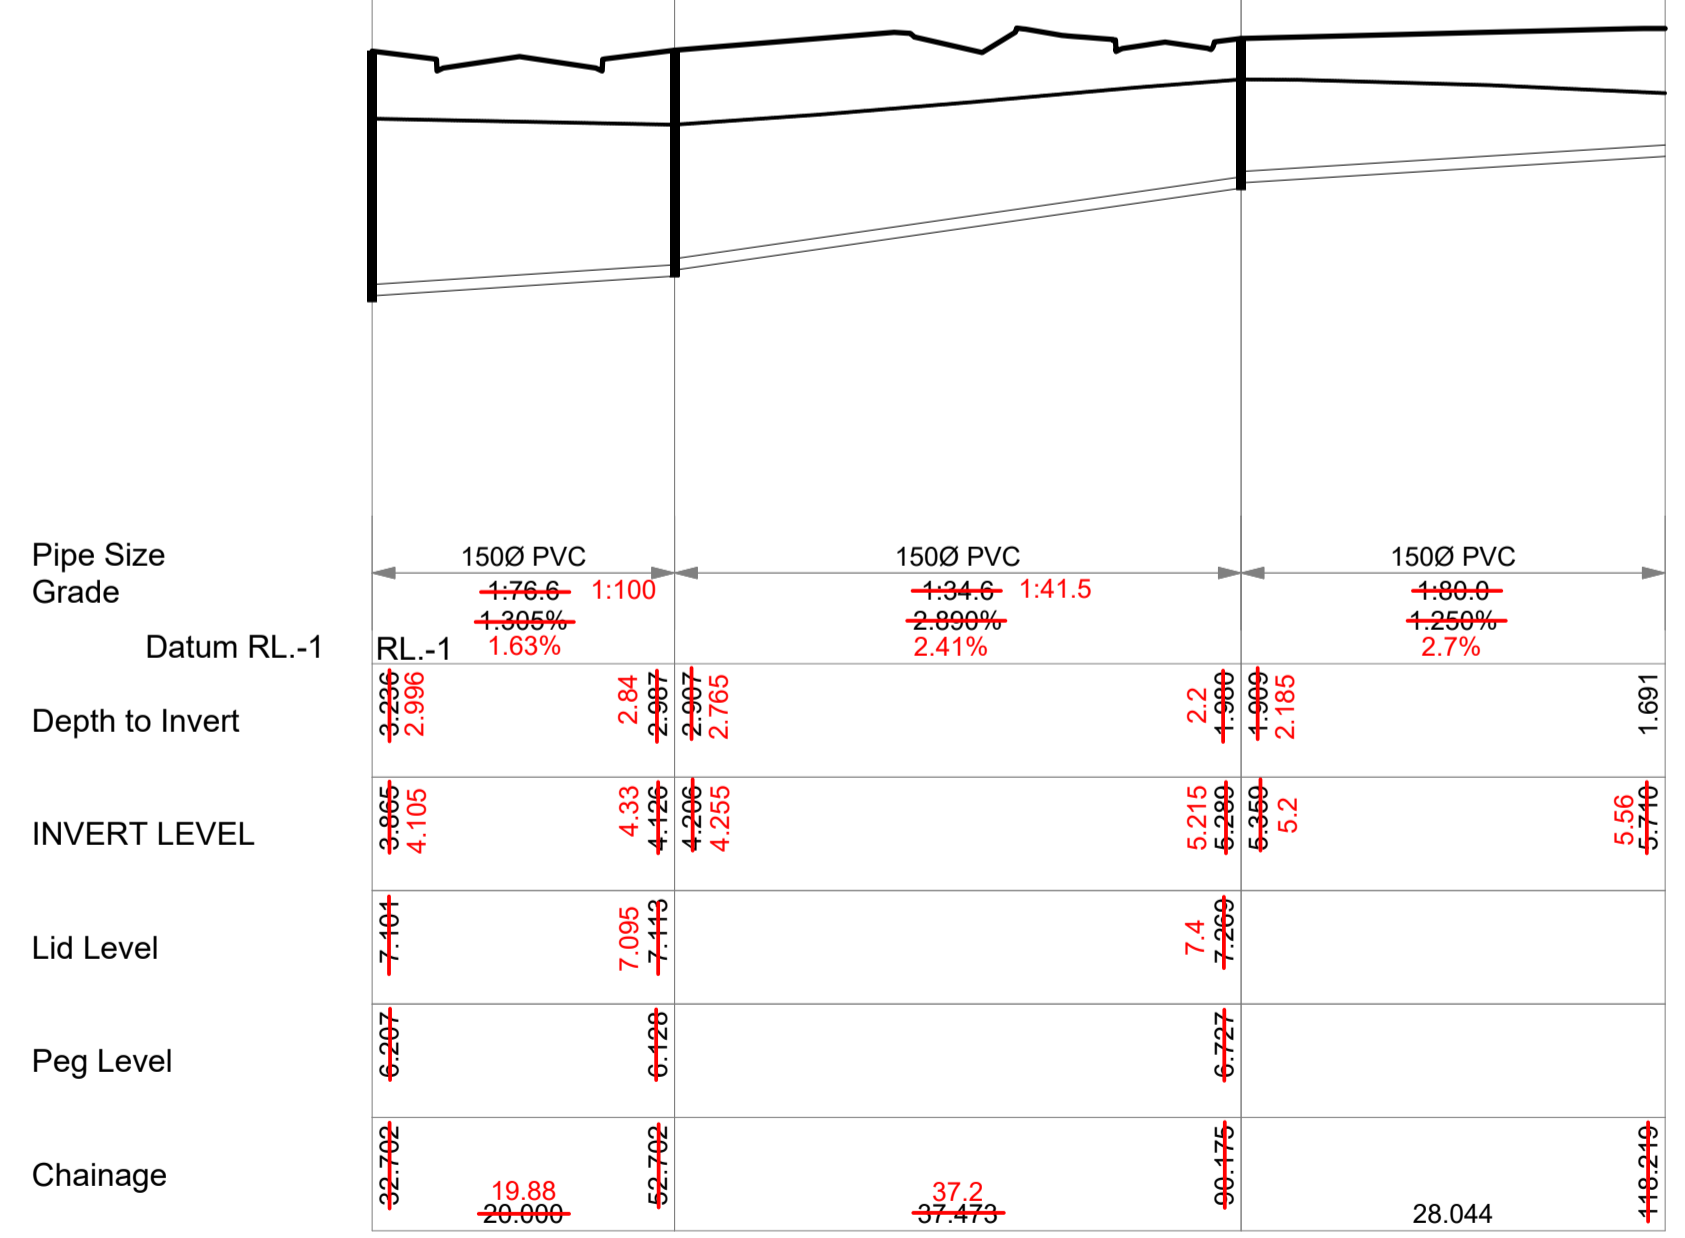 Pipe Size 150Ø PVC 150Ø PVC 150Ø PVC
Grade 1:76.6 1:100 1:34.6 1:41.5 1:80.0
1.305% 2.890% 1.250%
Datum RL.-1 RL.-1 1.63% 2.41% 2.7%
Depth to Invert 3.236 2.996 2.84 2.987 2.907 2.765 2.2 1.980 1.909 2.185 1.691
INVERT LEVEL 3.865 4.105 4.33 4.126 4.206 4.255 5.215 5.289 5.359 5.2 5.56 5.710
Lid Level 7.101 7.095 7.113 7.4 7.269
Peg Level 6.207 6.128 6.727
Chainage 32.702 52.702 90.175 118.219
19.88 37.2
20.000 37.473 28.044